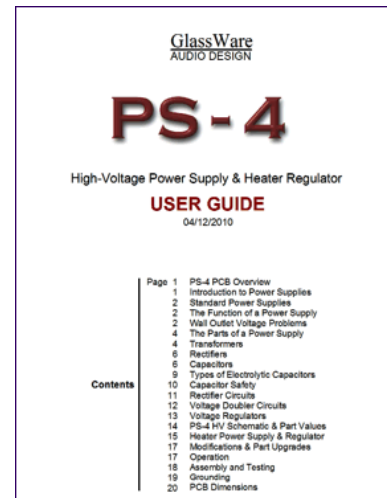 GlassWare
AUDIO DESIGN
PS-4
High-Voltage Power Supply & Heater Regulator
USER GUIDE
04/12/2010
Contents
Page 1 PS-4 PCB Overview
1 Introduction to Power Supplies
2 Standard Power Supplies
2 The Function of a Power Supply
2 Wall Outlet Voltage Problems
4 The Parts of a Power Supply
4 Transformers
6 Rectifiers
6 Capacitors
9 Types of Electrolytic Capacitors
10 Capacitor Safety
11 Rectifier Circuits
12 Voltage Doubler Circuits
13 Voltage Regulators
14 PS-4 HV Schematic & Part Values
15 Heater Power Supply & Regulator
17 Modifications & Part Upgrades
17 Operation
18 Assembly and Testing
19 Grounding
20 PCB Dimensions